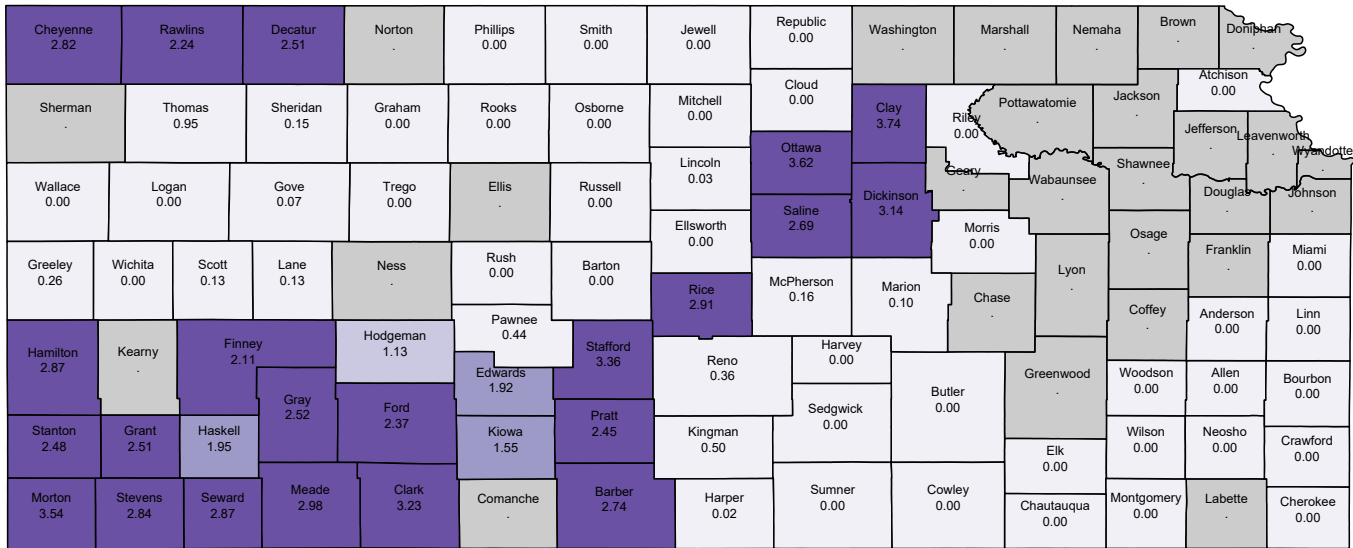 Cheyenne
2.82
Rawlins
2.24
Decatur
2.51
Norton
.
Phillips
0.00
Smith
0.00
Jewell
0.00
Republic
0.00
Washington
.
Marshall
.
Nemaha
.
Brown
.
Doniphan
.
Atchison
0.00
Sherman
.
Thomas
0.95
Sheridan
0.15
Graham
0.00
Rooks
0.00
Osborne
0.00
Mitchell
0.00
Cloud
0.00
Clay
3.74
Riley
0.00
Pottawatomie
.
Jackson
.
Jefferson
.
Leavenworth
.
Wyandotte
.
Ottawa
3.62
Lincoln
0.03
Wallace
0.00
Logan
0.00
Gove
0.07
Trego
0.00
Ellis
.
Russell
0.00
Ellsworth
0.00
Saline
2.69
Dickinson
3.14
Geary
.
Wabaunsee
.
Shawnee
.
Douglas
.
Johnson
.
Morris
0.00
Osage
.
Franklin
.
Miami
0.00
Greeley
0.26
Wichita
0.00
Scott
0.13
Lane
0.13
Ness
.
Rush
0.00
Barton
0.00
Rice
2.91
McPherson
0.16
Marion
0.10
Chase
.
Lyon
.
Coffey
.
Anderson
0.00
Linn
0.00
Hamilton
2.87
Kearny
.
Finney
2.11
Hodgeman
1.13
Pawnee
0.44
Edwards
1.92
Stafford
3.36
Reno
0.36
Harvey
0.00
Butler
0.00
Greenwood
.
Woodson
0.00
Allen
0.00
Bourbon
0.00
Gray
2.52
Ford
2.37
Pratt
2.45
Sedgwick
0.00
Stanton
2.48
Grant
2.51
Haskell
1.95
Kiowa
1.55
Kingman
0.50
Elk
0.00
Wilson
0.00
Neosho
0.00
Crawford
0.00
Morton
3.54
Stevens
2.84
Seward
2.87
Meade
2.98
Clark
3.23
Comanche
.
Barber
2.74
Harper
0.02
Sumner
0.00
Cowley
0.00
Chautauqua
0.00
Montgomery
0.00
Labette
.
Cherokee
0.00